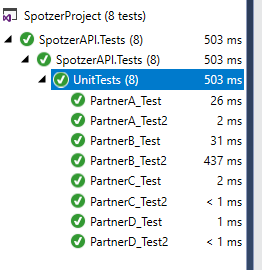 SpotzerProject (8 tests)
SpotzerAPI.Tests (8) 503 ms
SpotzerAPI.Tests (8) 503 ms
UnitTests (8) 503 ms
PartnerA_Test 26 ms
PartnerA_Test2 2 ms
PartnerB_Test 31 ms
PartnerB_Test2 437 ms
PartnerC_Test 2 ms
PartnerC_Test2 < 1 ms
PartnerD_Test 1 ms
PartnerD_Test2 < 1 ms